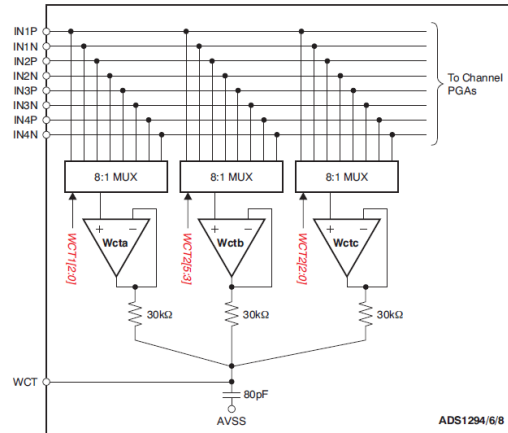 IN1P
IN1N
IN2P
IN2N
IN3P
IN3N
IN4P
IN4N
To Channel
PGAs
8:1 MUX
8:1 MUX
8:1 MUX
WCT1[2:0]
+ −
Wcta
WCT2[5:3]
+ −
Wctb
WCT2[2:0]
+ −
Wctc
30kΩ
30kΩ
30kΩ
WCT
80pF
AVSS
ADS1294/6/8